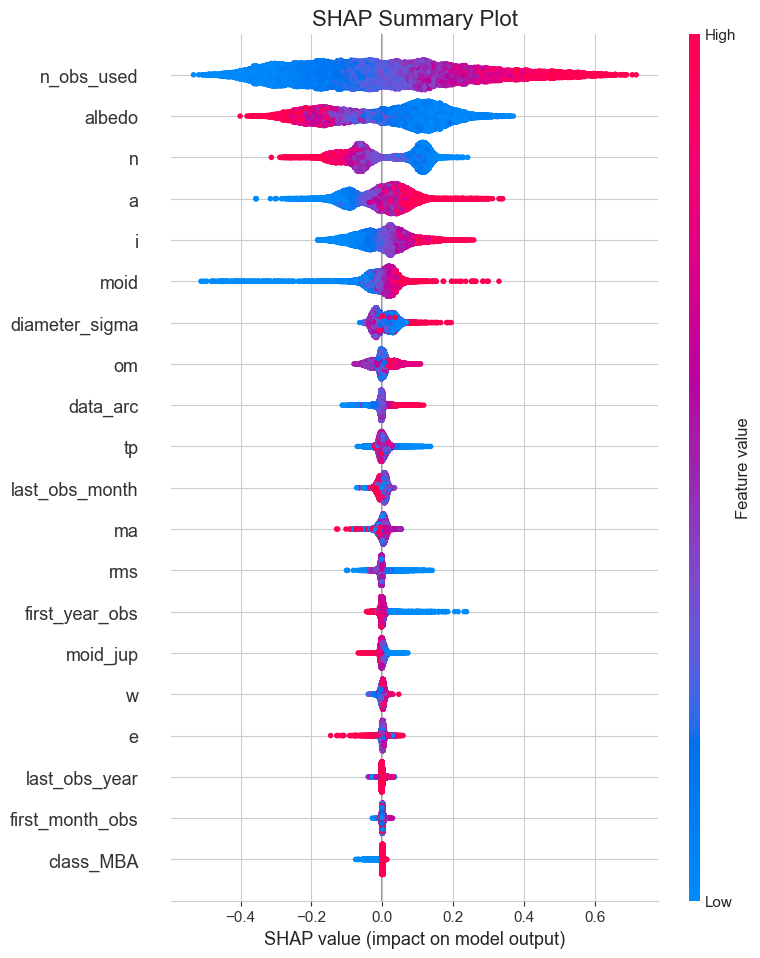 SHAP Summary Plot
High
n_obs_used
albedo
n
a
i
moid
diameter_sigma
om
data_arc
tp
last_obs_month
ma
rms
first_year_obs
moid_jup
w
e
last_obs_year
first_month_obs
class_MBA
Feature value
Low
−0.4 −0.2 0.0 0.2 0.4 0.6
SHAP value (impact on model output)